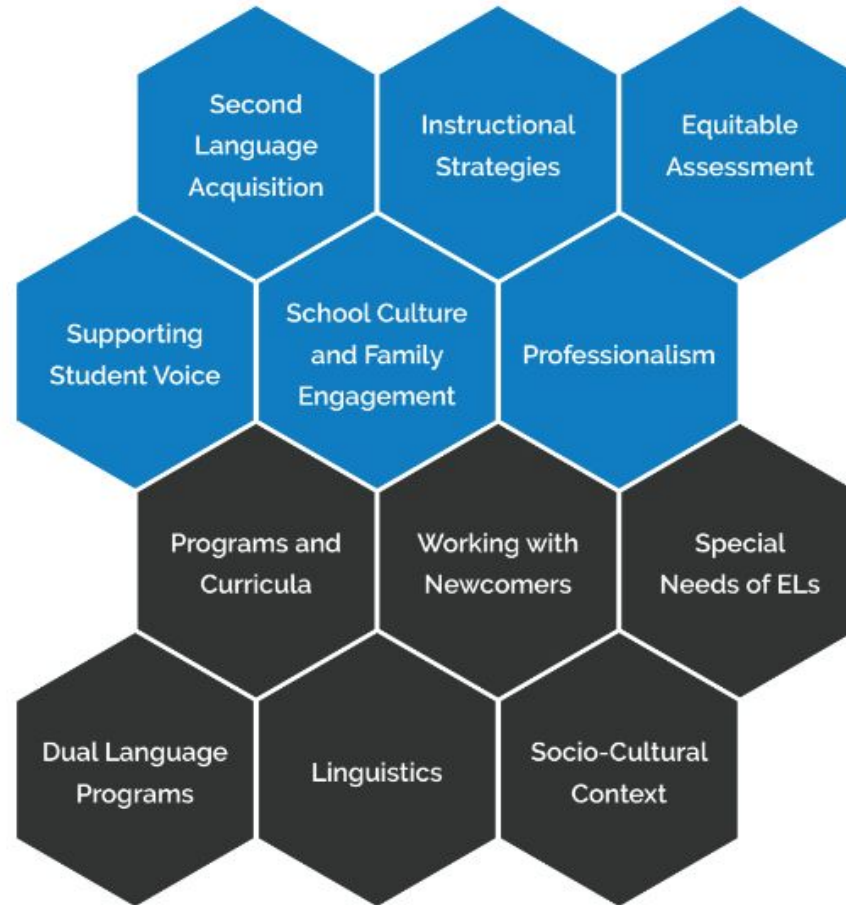 Second
Language
Acquisition
Instructional
Strategies
Equitable
Assessment
Supporting
Student Voice
School Culture
and Family
Engagement
Professionalism
Programs and
Curricula
Working with
Newcomers
Special
Needs of ELs
Dual Language
Programs
Linguistics
Socio-Cultural
Context